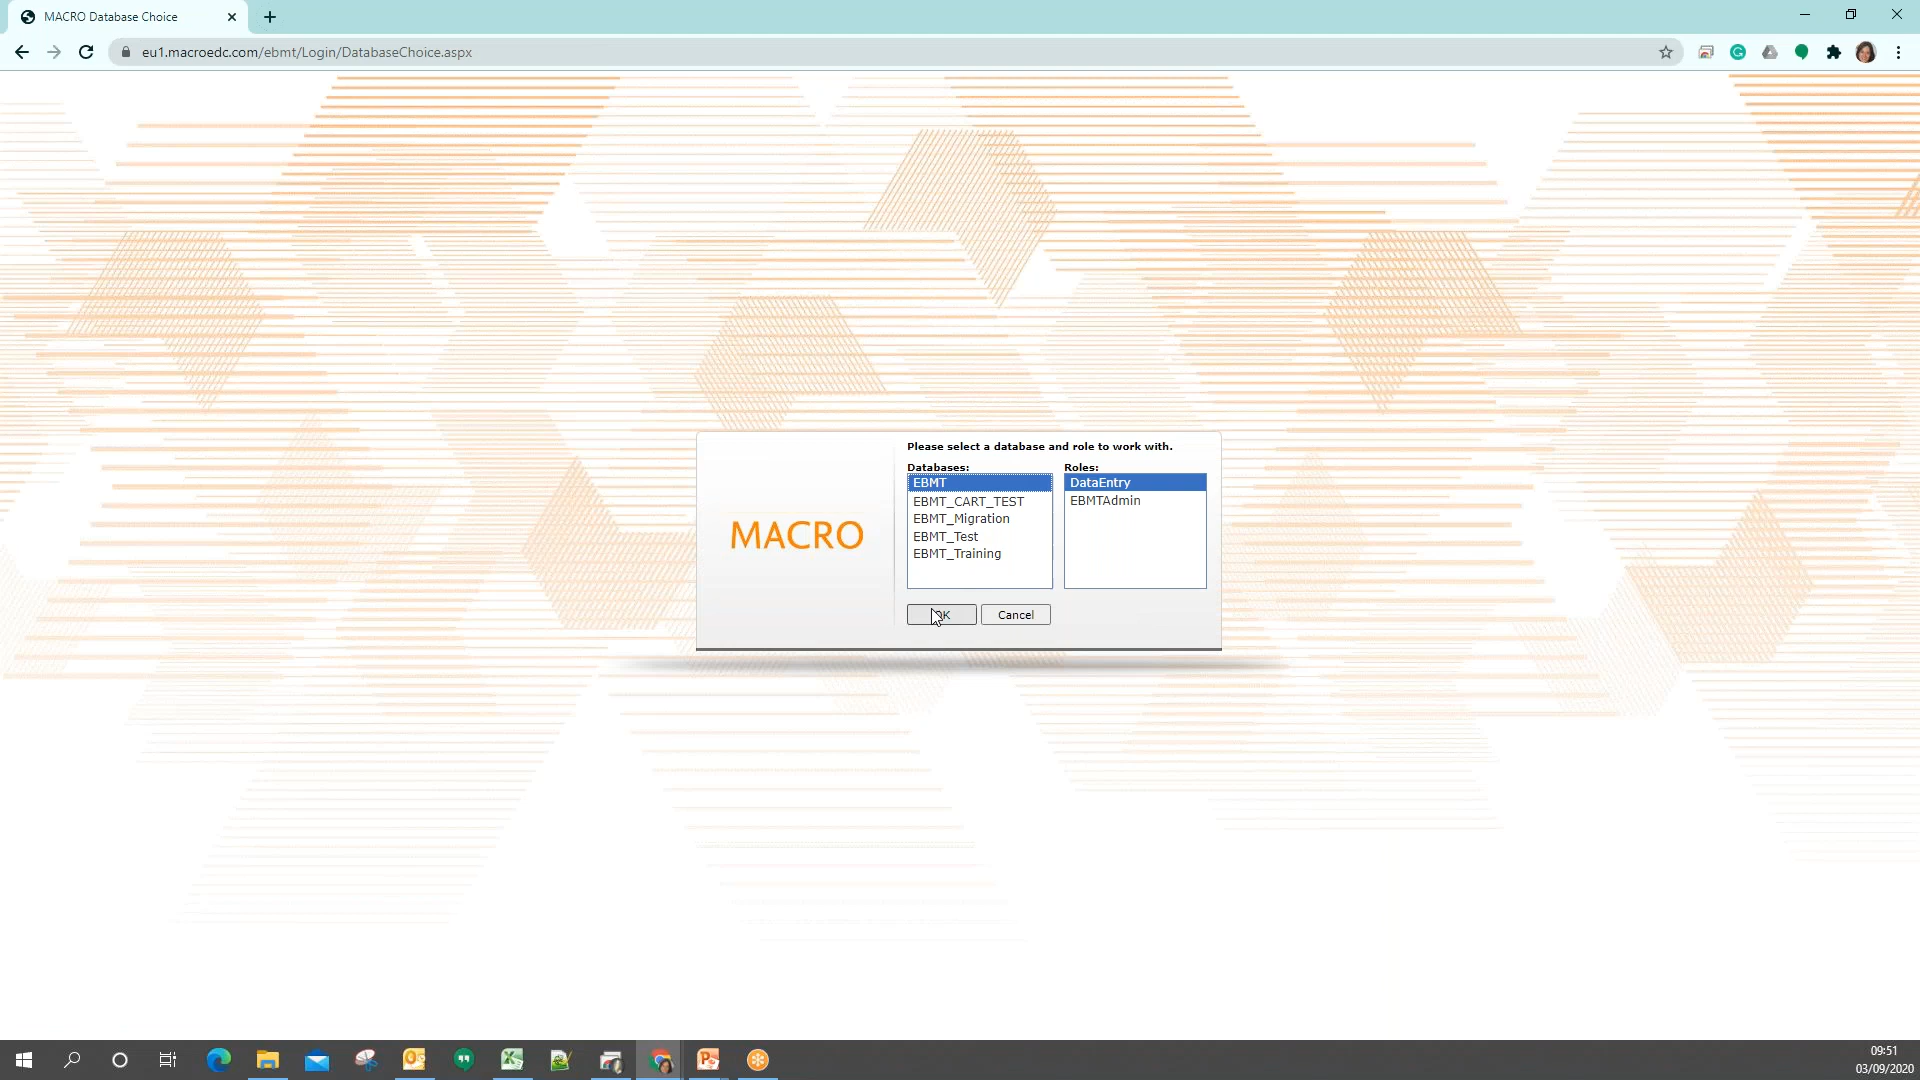 MACRO Database Choice
eu1.macroedc.com/ebmt/Login/DatabaseChoice.aspx
Please select a database and role to work with.
Databases:
Roles:
EBMT
EBMT_CART_TEST
EBMT_Migration
EBMT_Test
EBMT_Training
DataEntry
EBMTAdmin
MACRO
OK
Cancel
09:51
03/09/2020